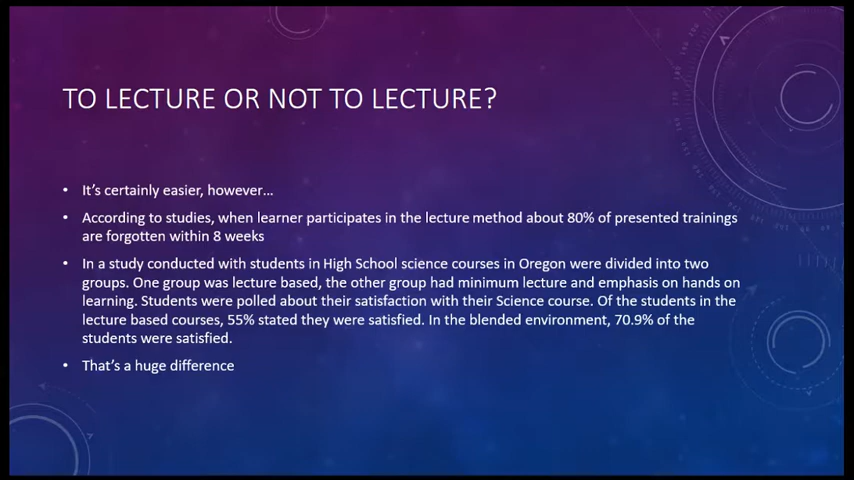 TO LECTURE OR NOT TO LECTURE?
• It's certainly easier, however…
• According to studies, when learner participates in the lecture method about 80% of presented trainings
are forgotten within 8 weeks
• In a study conducted with students in High School science courses in Oregon were divided into two
groups. One group was lecture based, the other group had minimum lecture and emphasis on hands on
learning. Students were polled about their satisfaction with their Science course. Of the students in the
lecture based courses, 55% stated they were satisfied. In the blended environment, 70.9% of the
students were satisfied.
• That's a huge difference